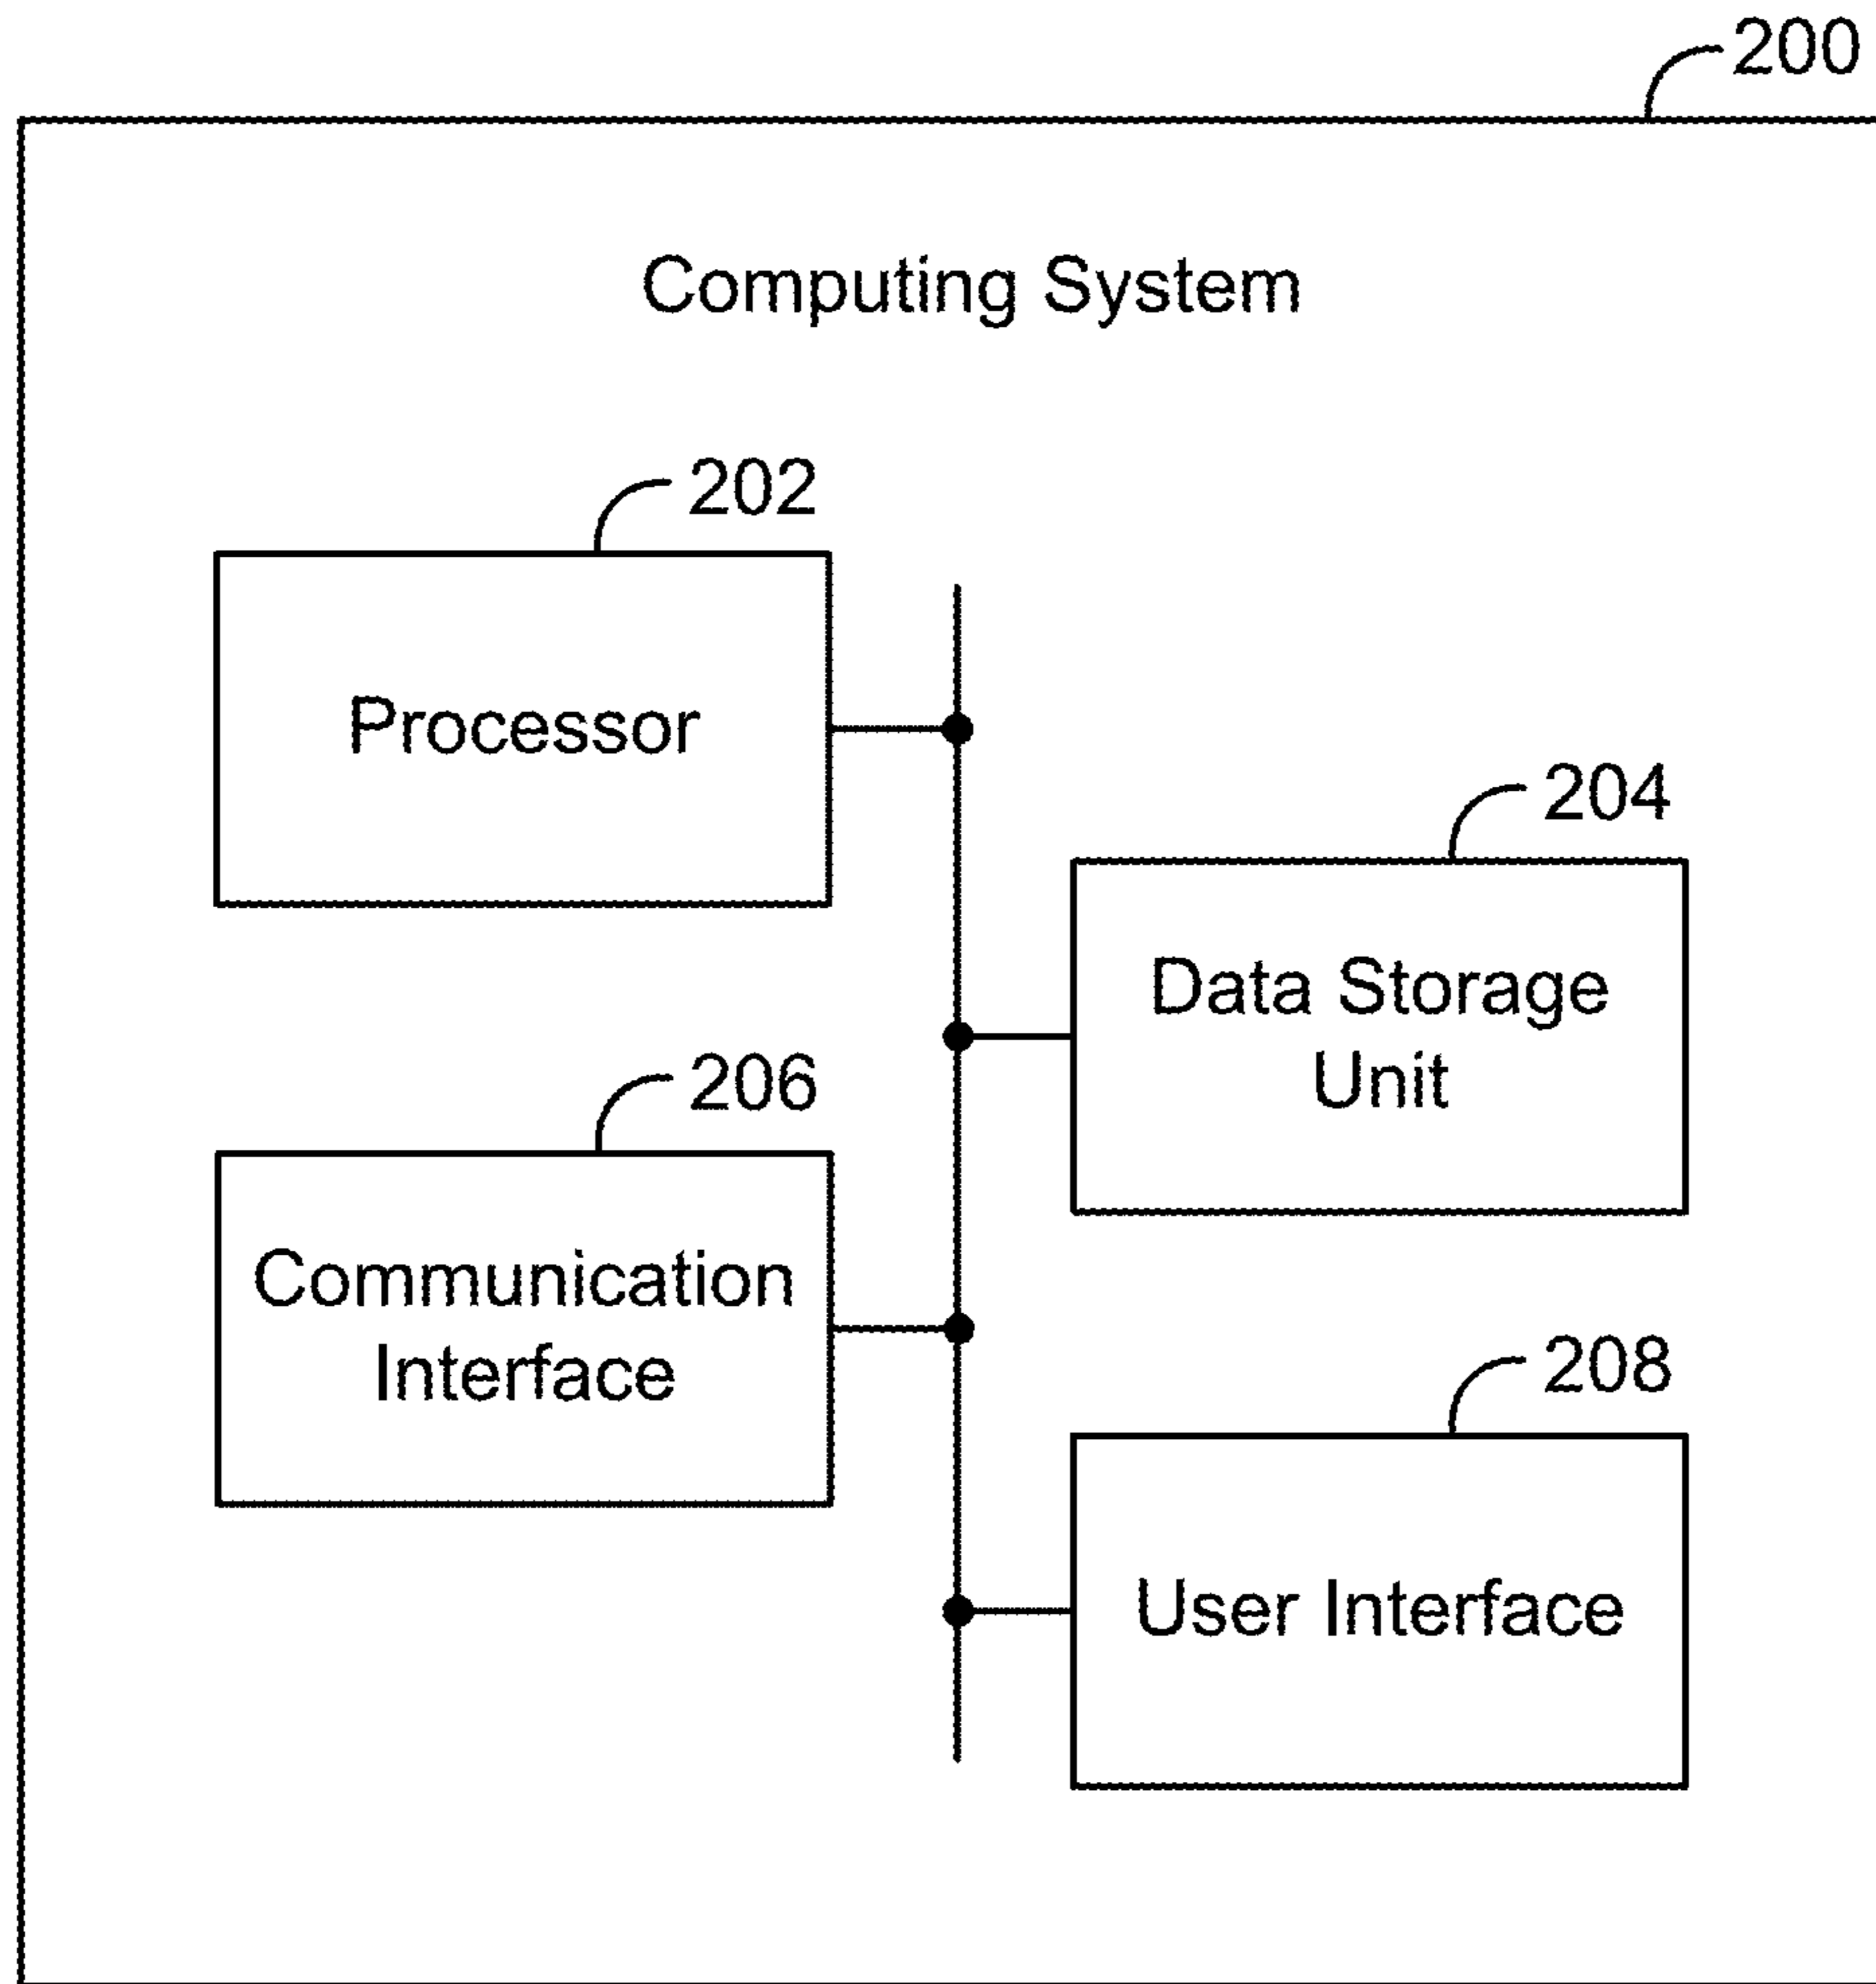 200
Computing System
202
Processor
204
Data Storage
Unit
206
Communication
Interface
208
User Interface